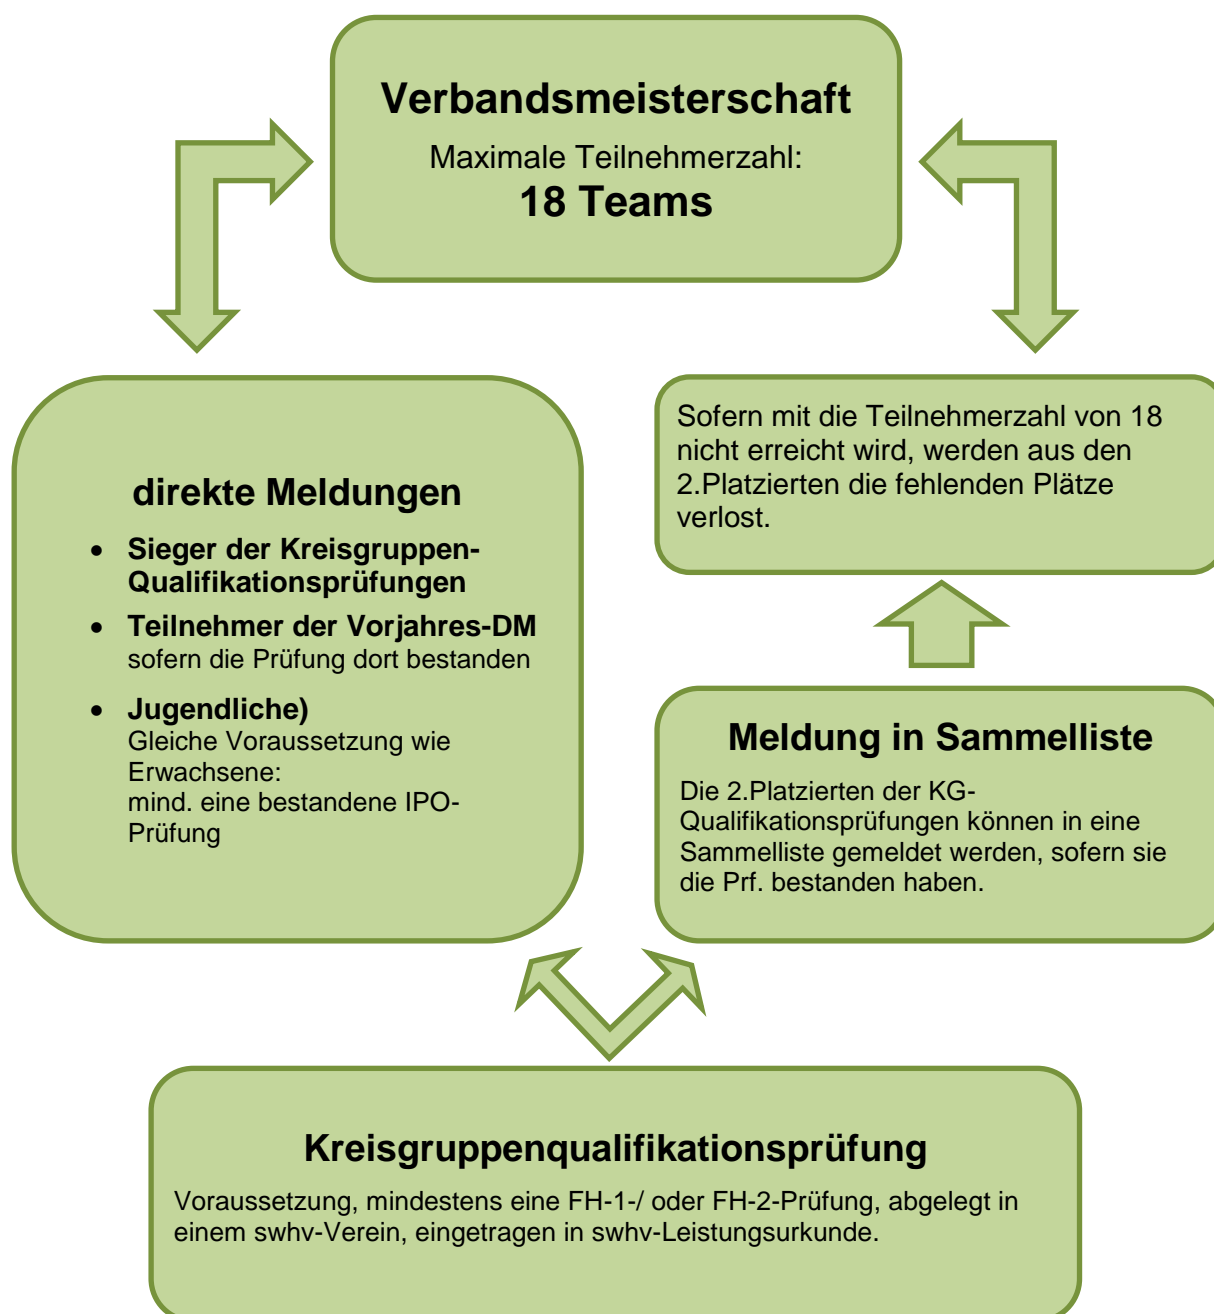 Verbandsmeisterschaft
Maximale Teilnehmerzahl:
18 Teams
direkte Meldungen
• Sieger der Kreisgruppen-
Qualifikationsprüfungen
• Teilnehmer der Vorjahres-DM
sofern die Prüfung dort bestanden
• Jugendliche)
Gleiche Voraussetzung wie
Erwachsene:
mind. eine bestandene IPO-
Prüfung
Sofern mit die Teilnehmerzahl von 18
nicht erreicht wird, werden aus den
2.Platzierten die fehlenden Plätze
verlost.
Meldung in Sammelliste
Die 2.Platzierten der KG-
Qualifikationsprüfungen können in eine
Sammelliste gemeldet werden, sofern sie
die Prf. bestanden haben.
Kreisgruppenqualifikationsprüfung
Voraussetzung, mindestens eine FH-1-/ oder FH-2-Prüfung, abgelegt in
einem swhv-Verein, eingetragen in swhv-Leistungsurkunde.